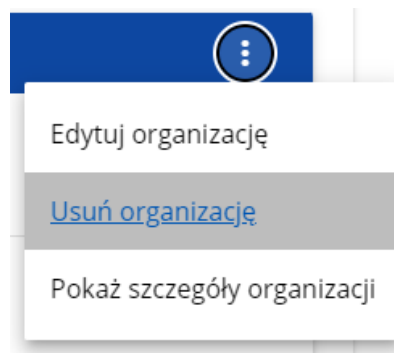 Edytuj organizację
Usuń organizację
Pokaż szczegóły organizacji